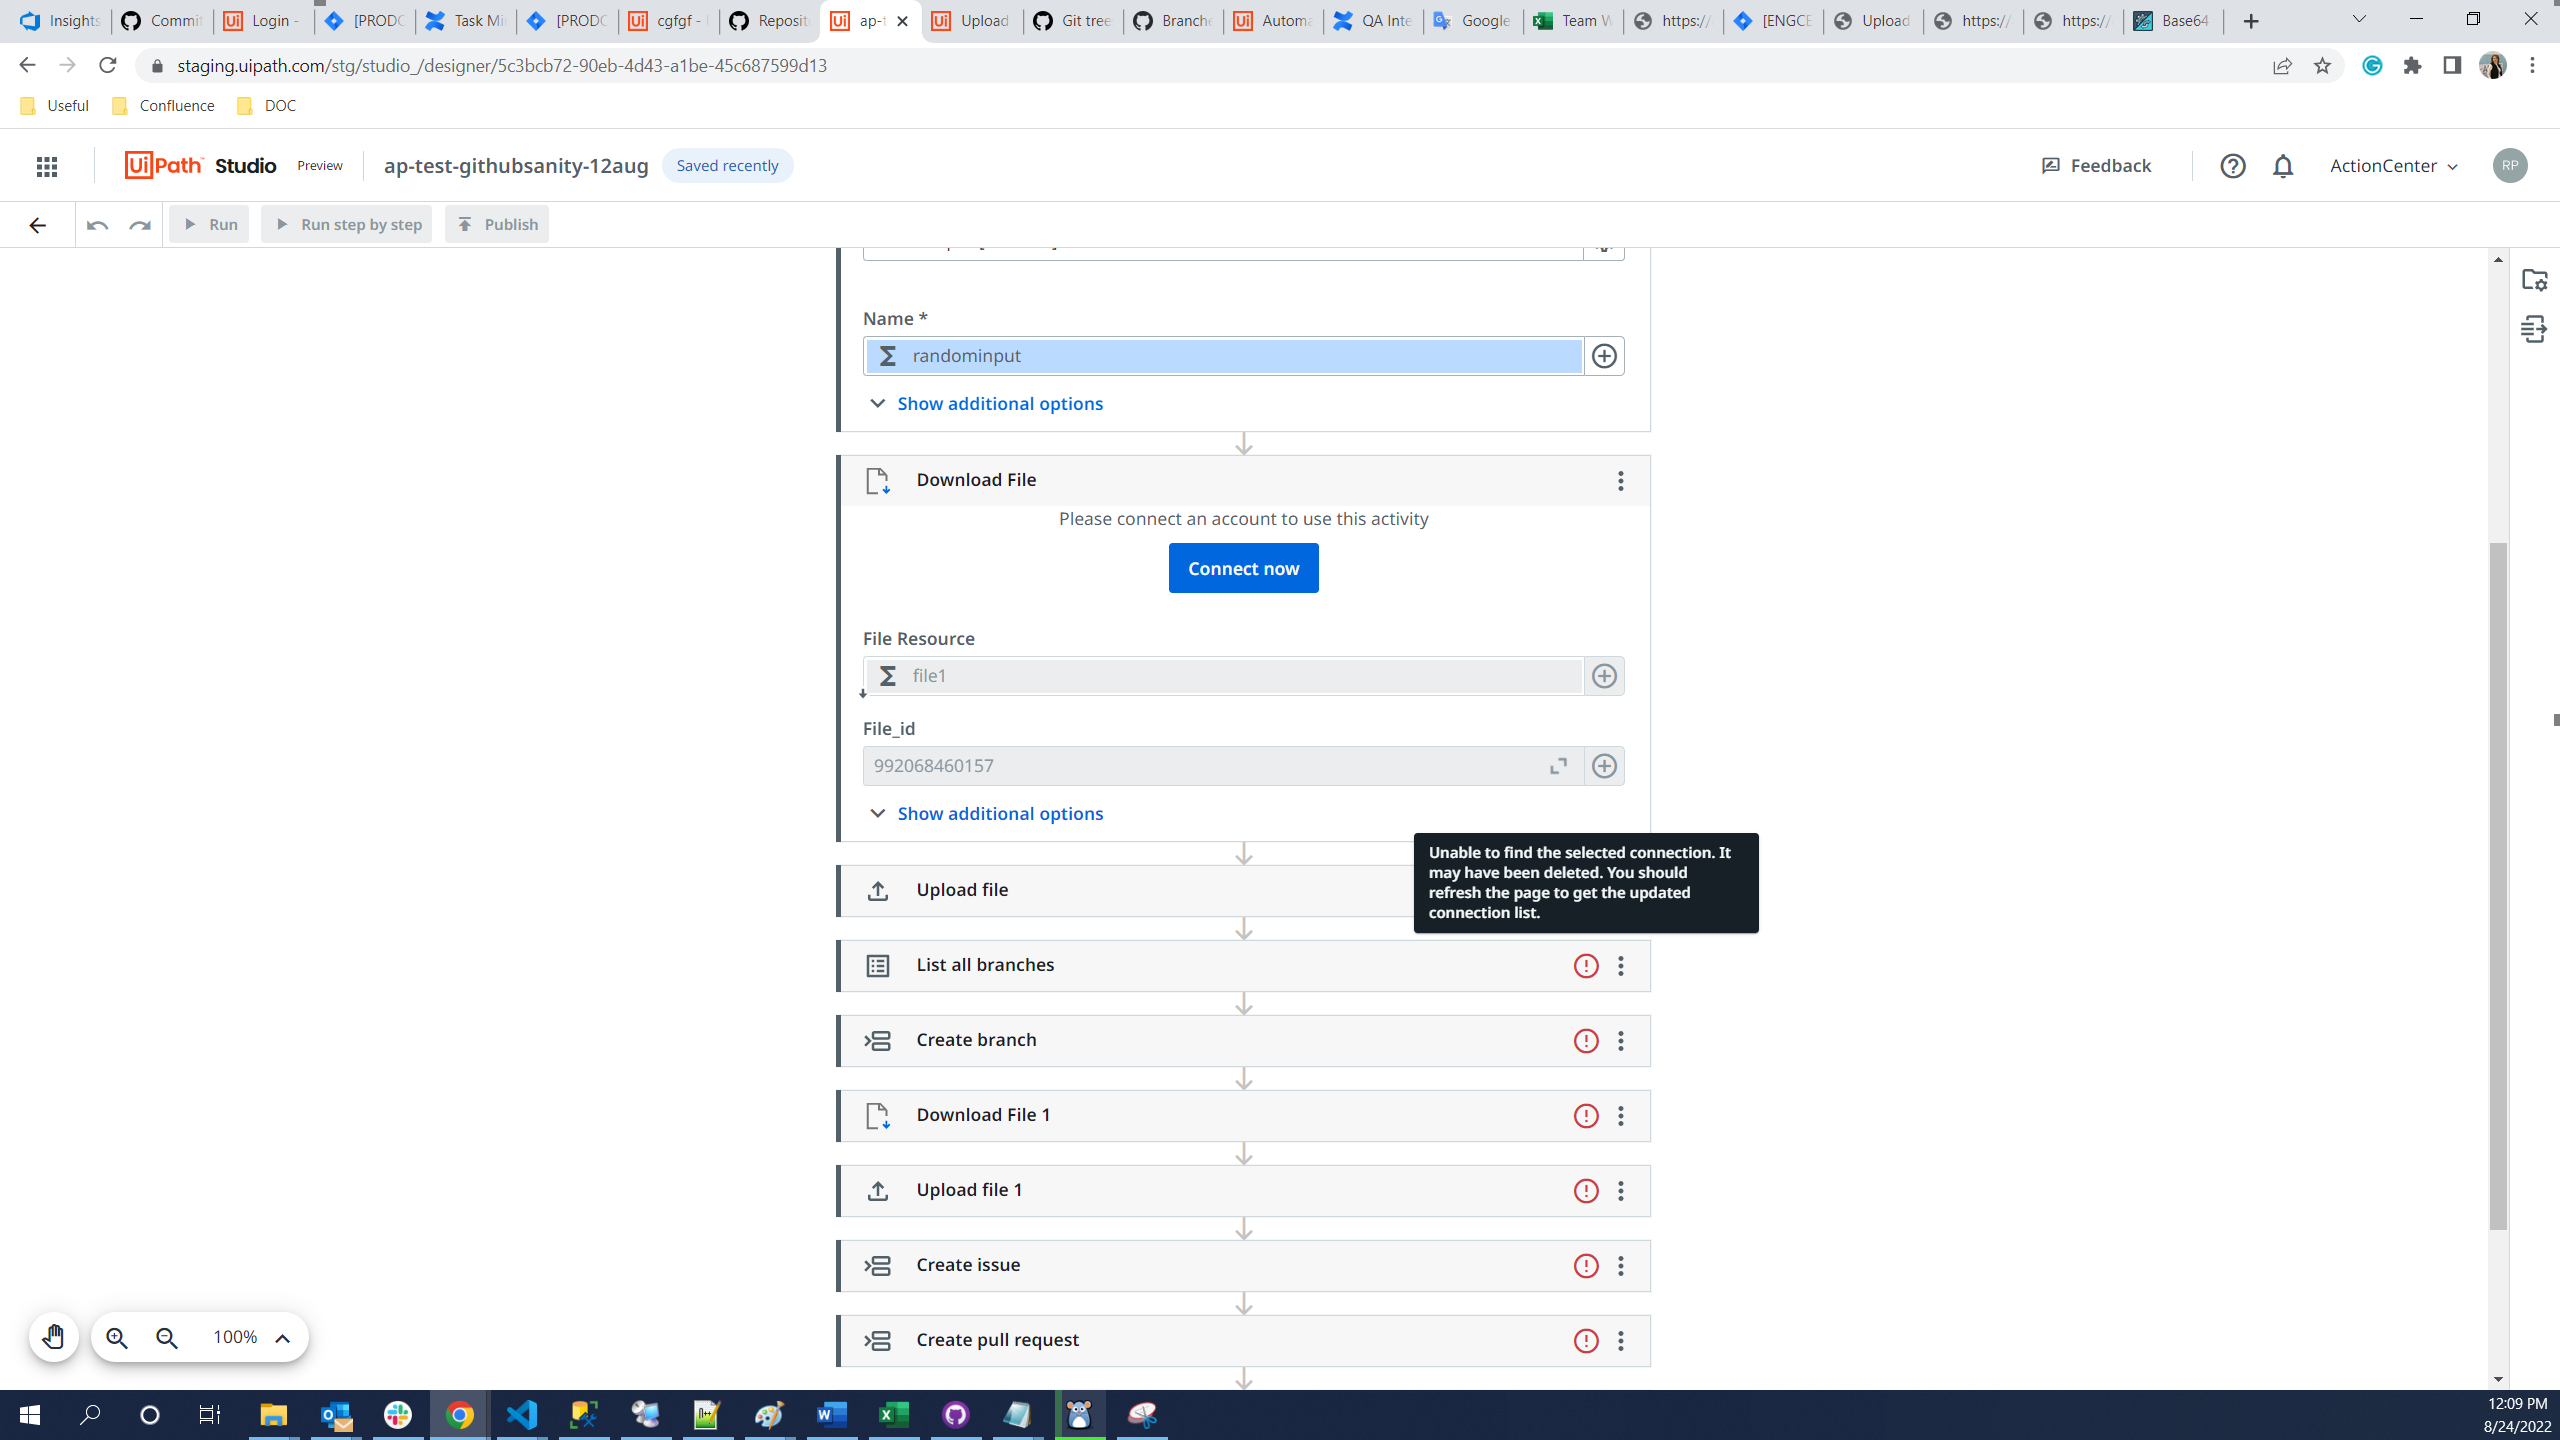 Insights
Commit
Login -
[PRODC
Task Mi
[PRODC
cgfgf -
Reposit
ap-t
Upload
Git tree
Branche
Automa
QA Inte
Google
Team W
https://
[ENGCE
Upload
https://
https://
Base64
staging.uipath.com/stg/studio_/designer/5c3bcb72-90eb-4d43-a1be-45c687599d13
Useful
Confluence
DOC
UiPath Studio
Preview
ap-test-githubsanity-12aug
Saved recently
Feedback
ActionCenter
RP
Run
Run step by step
Publish
Name *
randominput
Show additional options
Download File
Please connect an account to use this activity
Connect now
File Resource
file1
File_id
992068460157
Show additional options
Unable to find the selected connection. It
may have been deleted. You should
refresh the page to get the updated
connection list.
Upload file
List all branches
Create branch
Download File 1
Upload file 1
Create issue
Create pull request
100%
12:09 PM
8/24/2022